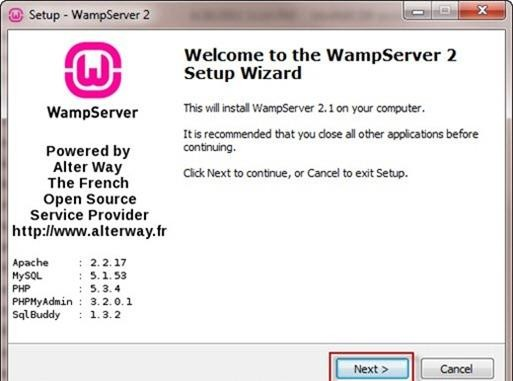 Setup - WampServer 2
WampServer
Powered by
Alter Way
The French
Open Source
Service Provider
http://www.alterway.fr
Apache : 2.2.17
MySQL : 5.1.53
PHP : 5.3.4
PHPMyAdmin : 3.2.0.1
SqlBuddy : 1.3.2
Welcome to the WampServer 2
Setup Wizard
This will install WampServer 2.1 on your computer.
It is recommended that you close all other applications before
continuing.
Click Next to continue, or Cancel to exit Setup.
Next >
Cancel